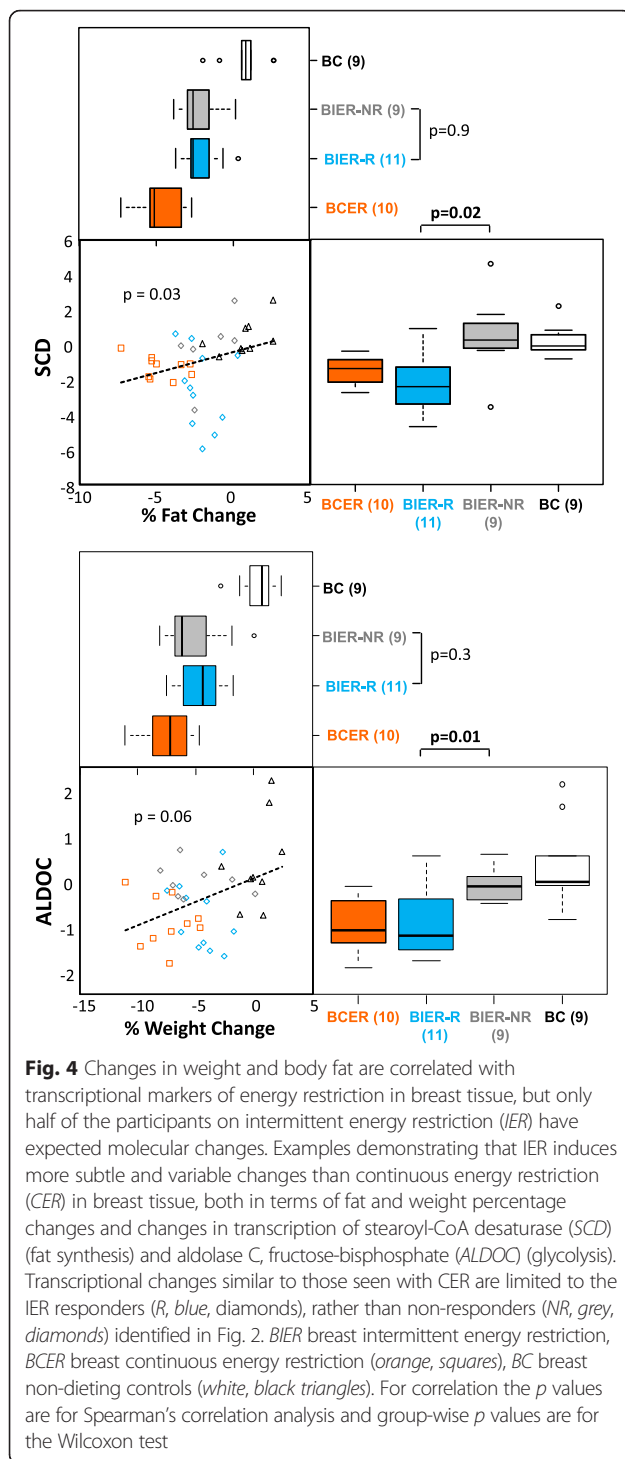 BC (9)
BIER-NR (9)
p=0.9
BIER-R (11)
BCER (10)
p=0.02
6
4
2
0
-2
-4
-6
-8
SCD
p = 0.03
-10
-5
0
5
% Fat Change
BCER (10)
BIER-R
(11)
BIER-NR
(9)
BC (9)
BC (9)
BIER-NR (9)
p=0.3
BIER-R (11)
BCER (10)
p=0.01
2
1
0
-1
-2
ALDOC
p = 0.06
-15
-10
-5
0
5
% Weight Change
BCER (10)
BIER-R
(11)
BIER-NR
(9)
BC (9)
Fig. 4 Changes in weight and body fat are correlated with
transcriptional markers of energy restriction in breast tissue, but only
half of the participants on intermittent energy restriction (IER) have
expected molecular changes. Examples demonstrating that IER induces
more subtle and variable changes than continuous energy restriction
(CER) in breast tissue, both in terms of fat and weight percentage
changes and changes in transcription of stearoyl-CoA desaturase (SCD)
(fat synthesis) and aldolase C, fructose-bisphosphate (ALDOC) (glycolysis).
Transcriptional changes similar to those seen with CER are limited to the
IER responders (R, blue, diamonds), rather than non-responders (NR, grey,
diamonds) identified in Fig. 2. BIER breast intermittent energy restriction,
BCER breast continuous energy restriction (orange, squares), BC breast
non-dieting controls (white, black triangles). For correlation the p values
are for Spearman's correlation analysis and group-wise p values are for
the Wilcoxon test